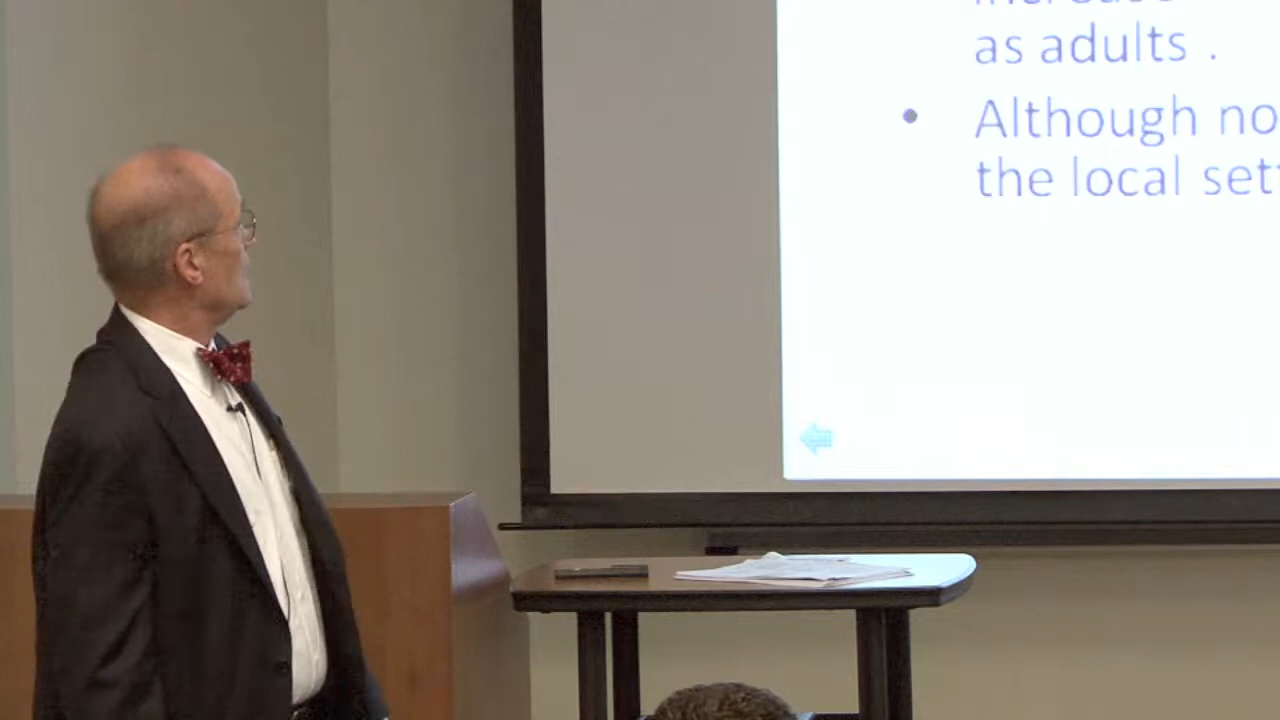 as adults .
• Although no
the local set